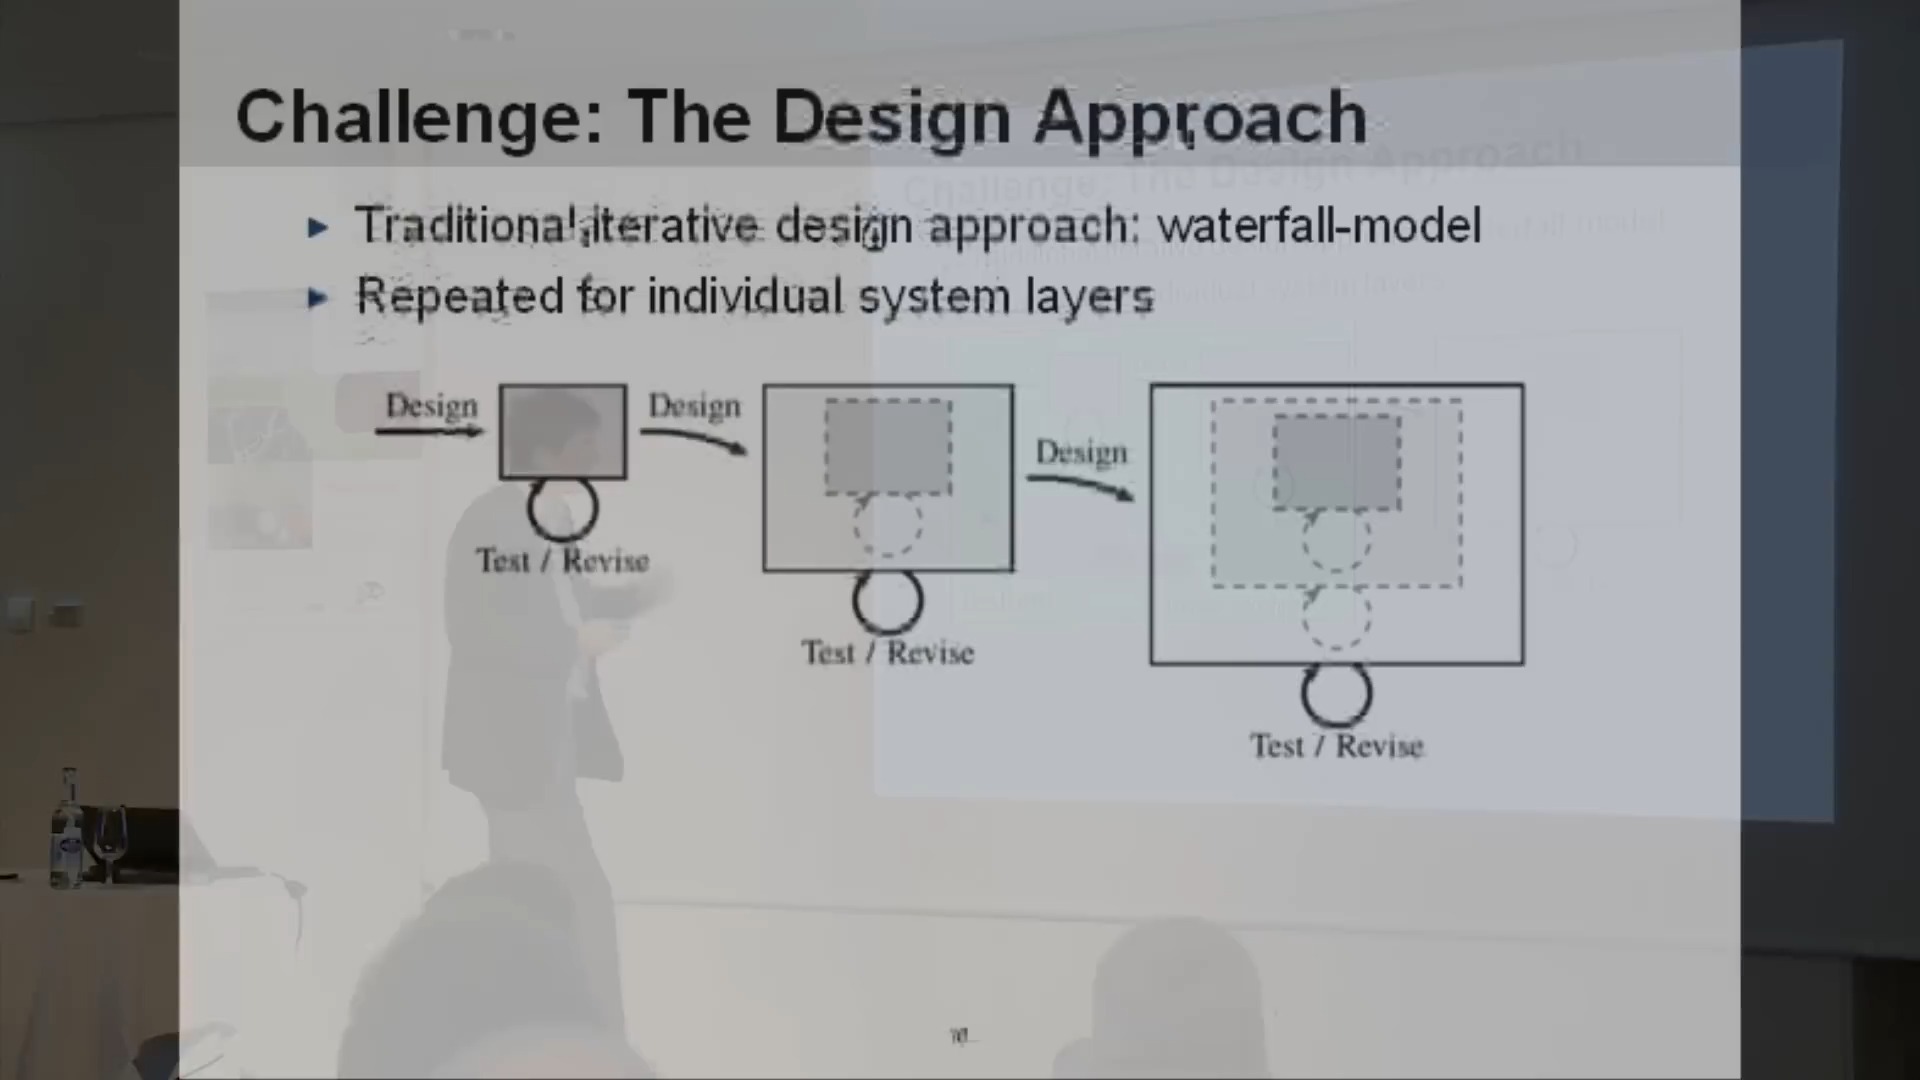 Challenge: The Design Approach
Traditional iterative design approach: waterfall-model
Repeated for individual system layers
Design
Design
Design
Test / Revise
Test / Revise
Test / Revise